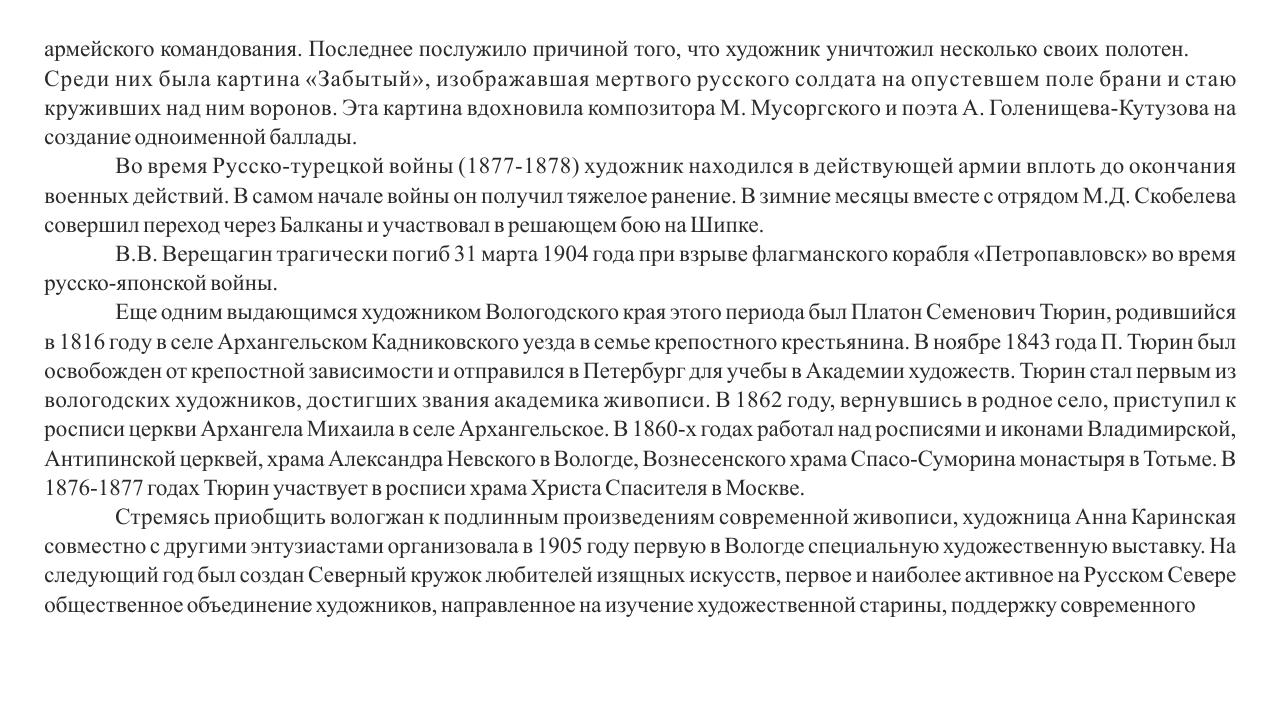 армейского командования. Последнее послужило причиной того, что художник уничтожил несколько своих полотен.
Среди них была картина «Забытый», изображавшая мертвого русского солдата на опустевшем поле брани и стаю
круживших над ним воронов. Эта картина вдохновила композитора М. Мусоргского и поэта А. Голенищева-Кутузова на
создание одноименной баллады.
Во время Русско-турецкой войны (1877-1878) художник находился в действующей армии вплоть до окончания
военных действий. В самом начале войны он получил тяжелое ранение. В зимние месяцы вместе с отрядом М.Д. Скобелева
совершил переход через Балканы и участвовал в решающем бою на Шипке.
В.В. Верещагин трагически погиб 31 марта 1904 года при взрыве флагманского корабля «Петропавловск» во время
русско-японской войны.
Еще одним выдающимся художником Вологодского края этого периода был Платон Семенович Тюрин, родившийся
в 1816 году в селе Архангельском Кадниковского уезда в семье крепостного крестьянина. В ноябре 1843 года П. Тюрин был
освобожден от крепостной зависимости и отправился в Петербург для учебы в Академии художеств. Тюрин стал первым из
вологодских художников, достигших звания академика живописи. В 1862 году, вернувшись в родное село, приступил к
росписи церкви Архангела Михаила в селе Архангельское. В 1860-х годах работал над росписями и иконами Владимирской,
Антипинской церквей, храма Александра Невского в Вологде, Вознесенского храма Спасо-Суморина монастыря в Тотьме. В
1876-1877 годах Тюрин участвует в росписи храма Христа Спасителя в Москве.
Стремясь приобщить вологжан к подлинным произведениям современной живописи, художница Анна Каринская
совместно с другими энтузиастами организовала в 1905 году первую в Вологде специальную художественную выставку. На
следующий год был создан Северный кружок любителей изящных искусств, первое и наиболее активное на Русском Севере
общественное объединение художников, направленное на изучение художественной старины, поддержку современного